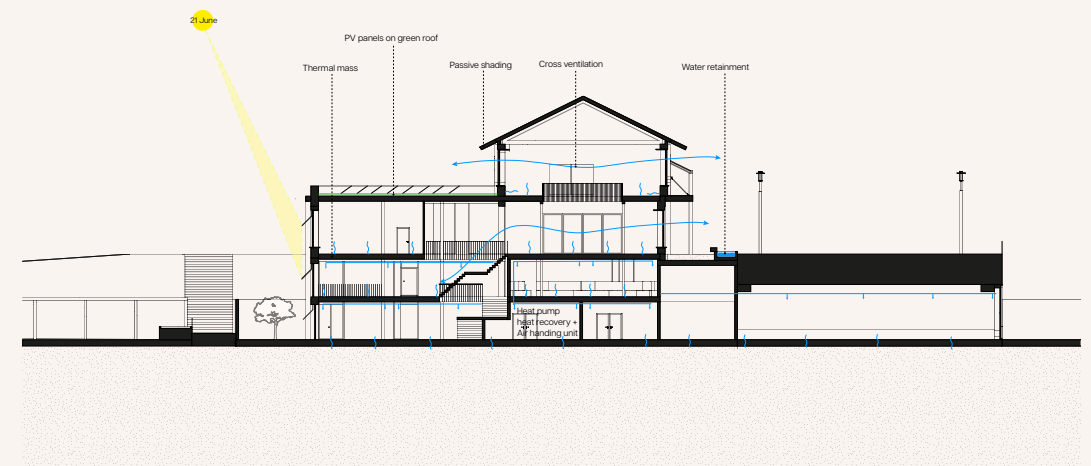 21 June
PV panels on green roof
Thermal mass
Passive shading
Cross ventilation
Water retainment
Heat pump
heat recovery +
Air handing unit